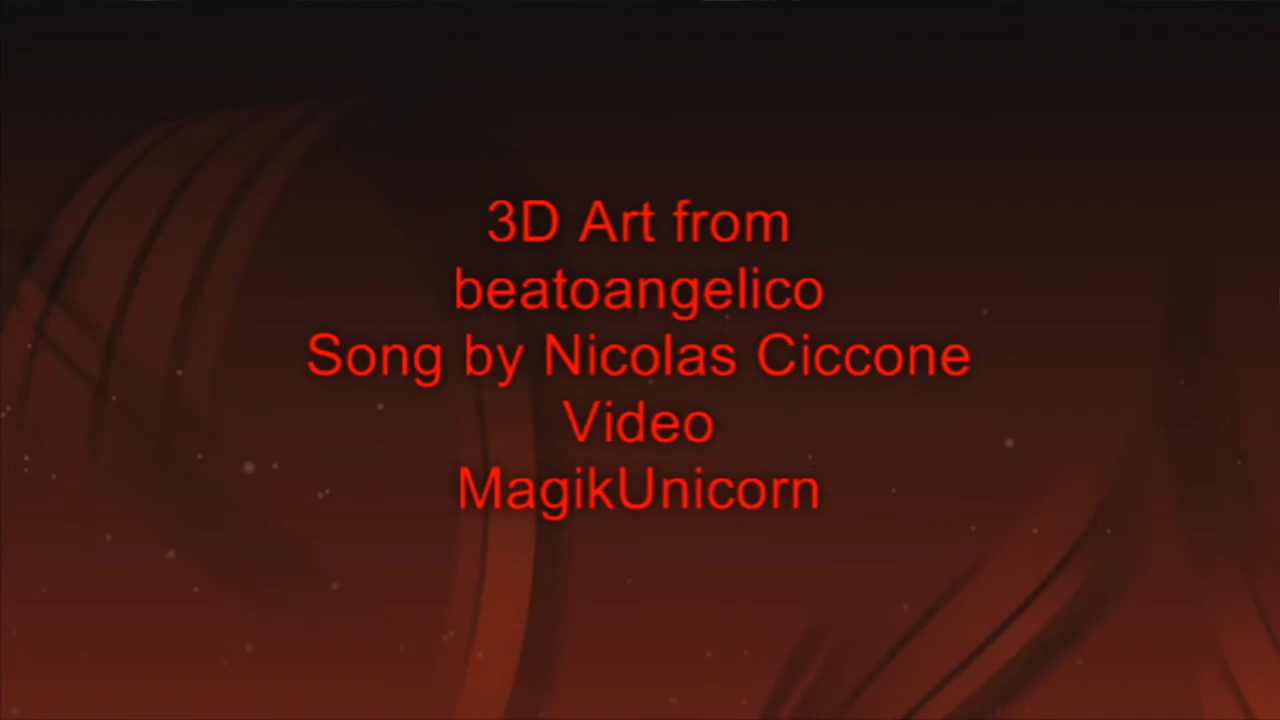 3D Art from
beatoangelico
Song by Nicolas Ciccone
Video
MagikUnicorn